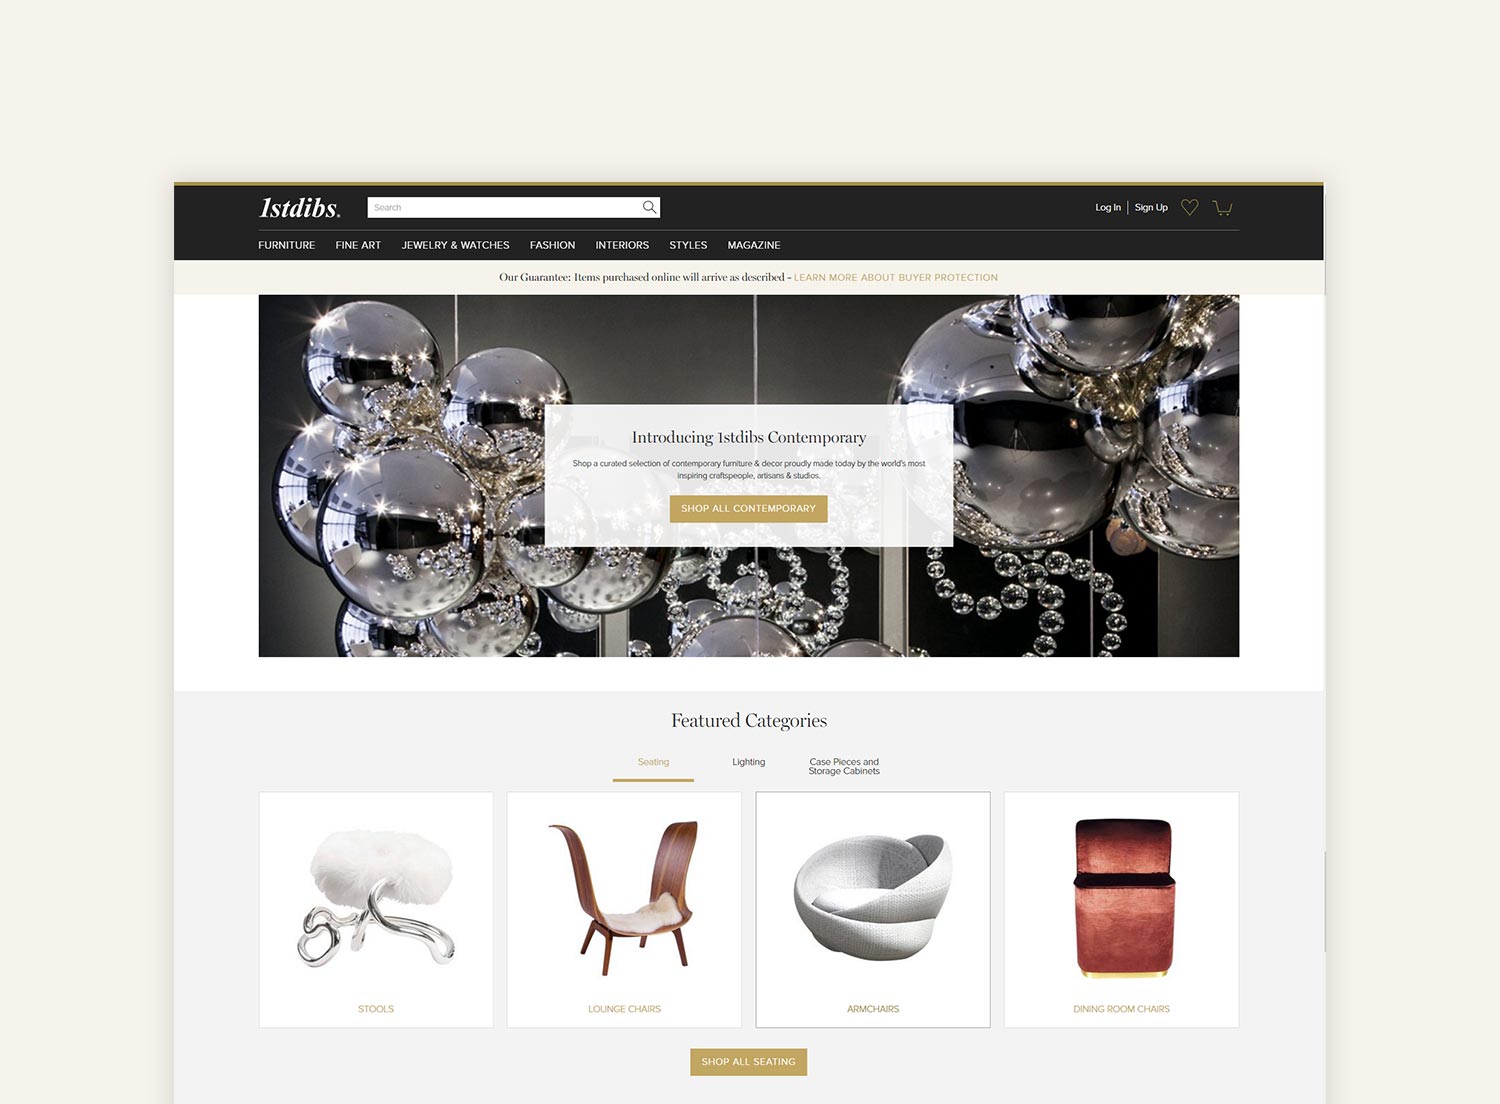 1stdibs.
Search
Log In
Sign Up
FURNITURE
FINE ART
JEWELRY & WATCHES
FASHION
INTERIORS
STYLES
MAGAZINE
Our Guarantee: Items purchased online will arrive as described - LEARN MORE ABOUT BUYER PROTECTION
Introducing 1stdibs Contemporary
Shop a curated selection of contemporary furniture & decor proudly made today by the world's most
inspiring craftspeople, artisans & studios.
SHOP ALL CONTEMPORARY
Featured Categories
Seating
Lighting
Case Pieces and
Storage Cabinets
STOOLS
LOUNGE CHAIRS
ARMCHAIRS
DINING ROOM CHAIRS
SHOP ALL SEATING